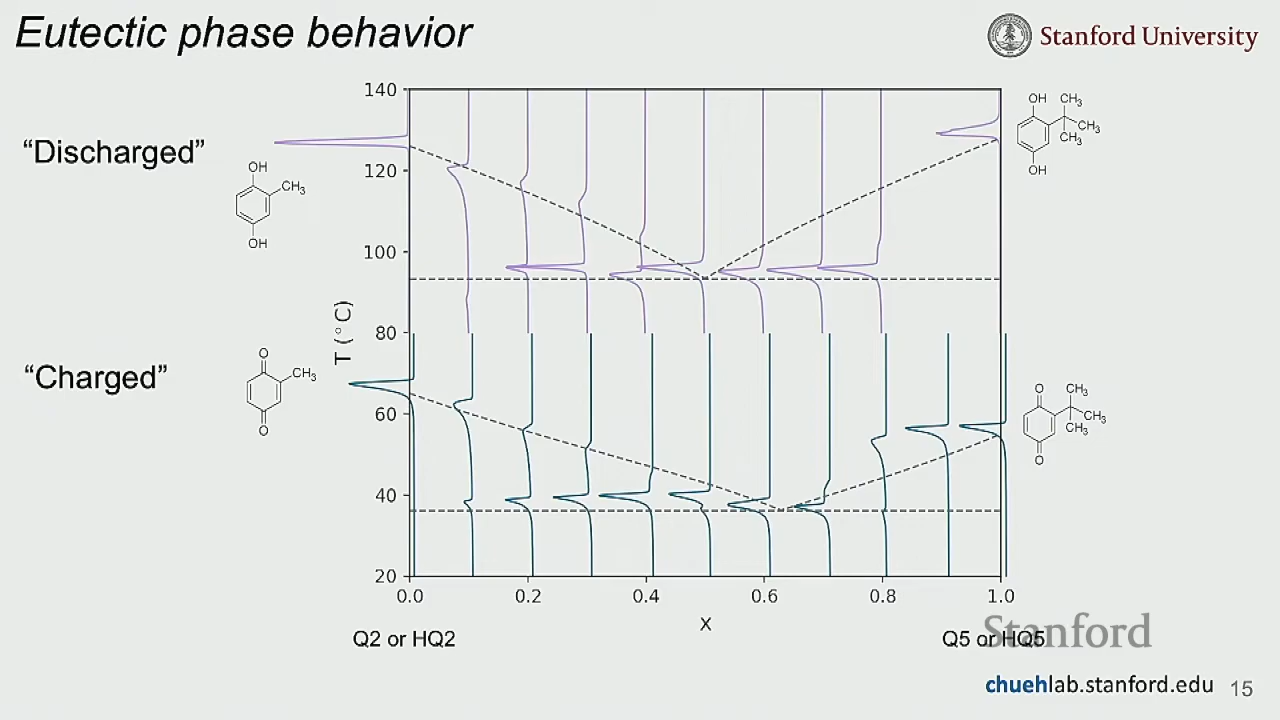 Eutectic phase behavior
Stanford University
"Discharged"
OH
CH3
OH
OH CH3
CH3
CH3
OH
"Charged"
O
CH3
O
O CH3
CH3
CH3
O
T (°C)
140
120
100
80
60
40
20
0.0 0.2 0.4 0.6 0.8 1.0
x
Q2 or HQ2
Q5 or HQ5
Stanford
chuehlab.stanford.edu 15